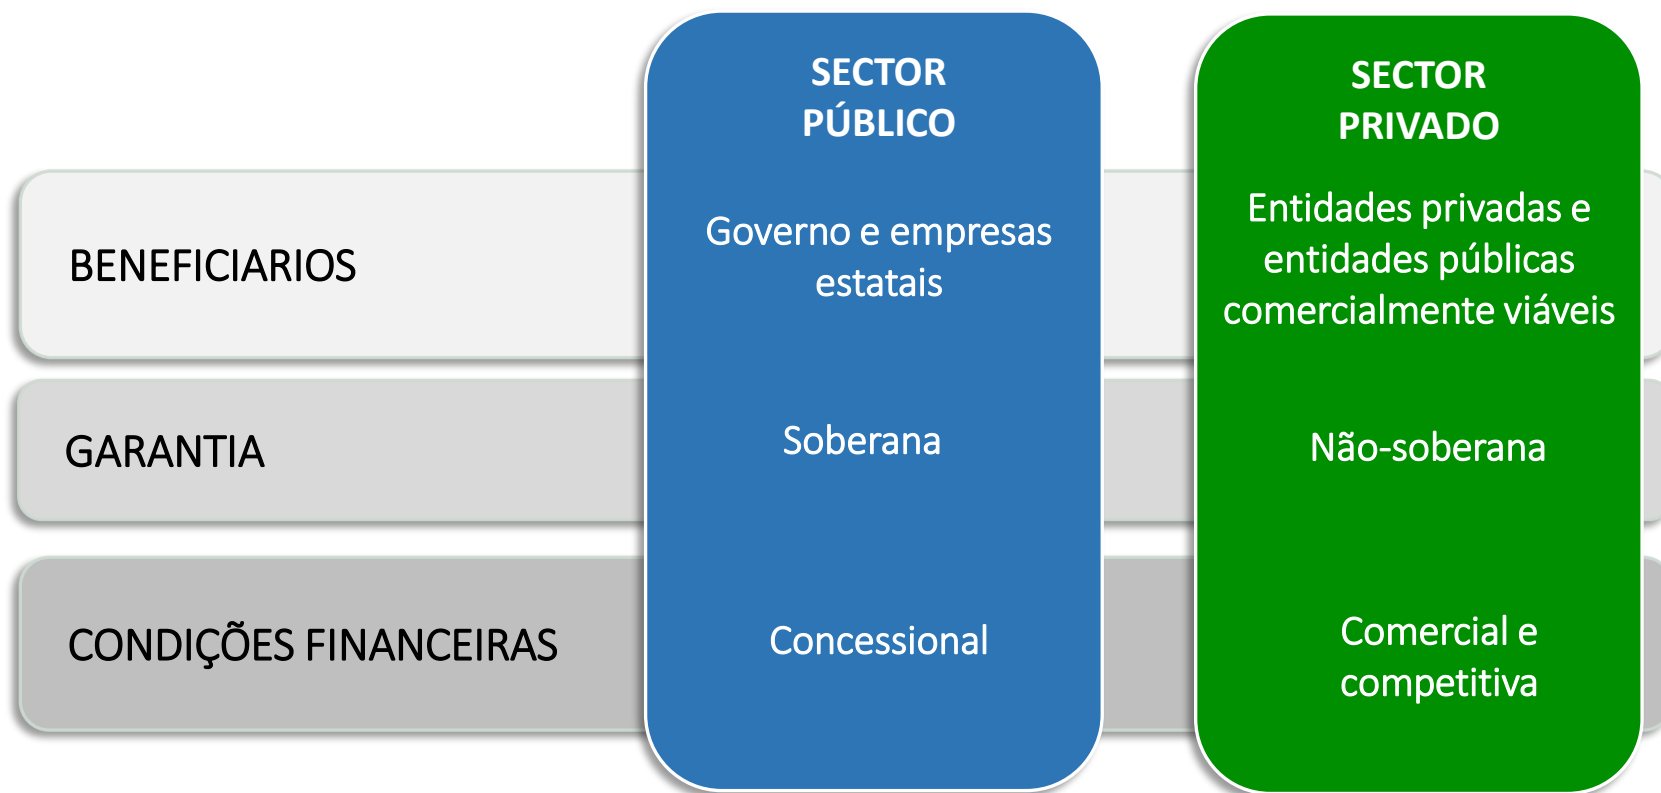 SECTOR
PÚBLICO
SECTOR
PRIVADO
BENEFICIARIOS
Governo e empresas
estatais
Entidades privadas e
entidades públicas
comercialmente viáveis
GARANTIA
Soberana
Não-soberana
CONDIÇÕES FINANCEIRAS
Concessional
Comercial e
competitiva